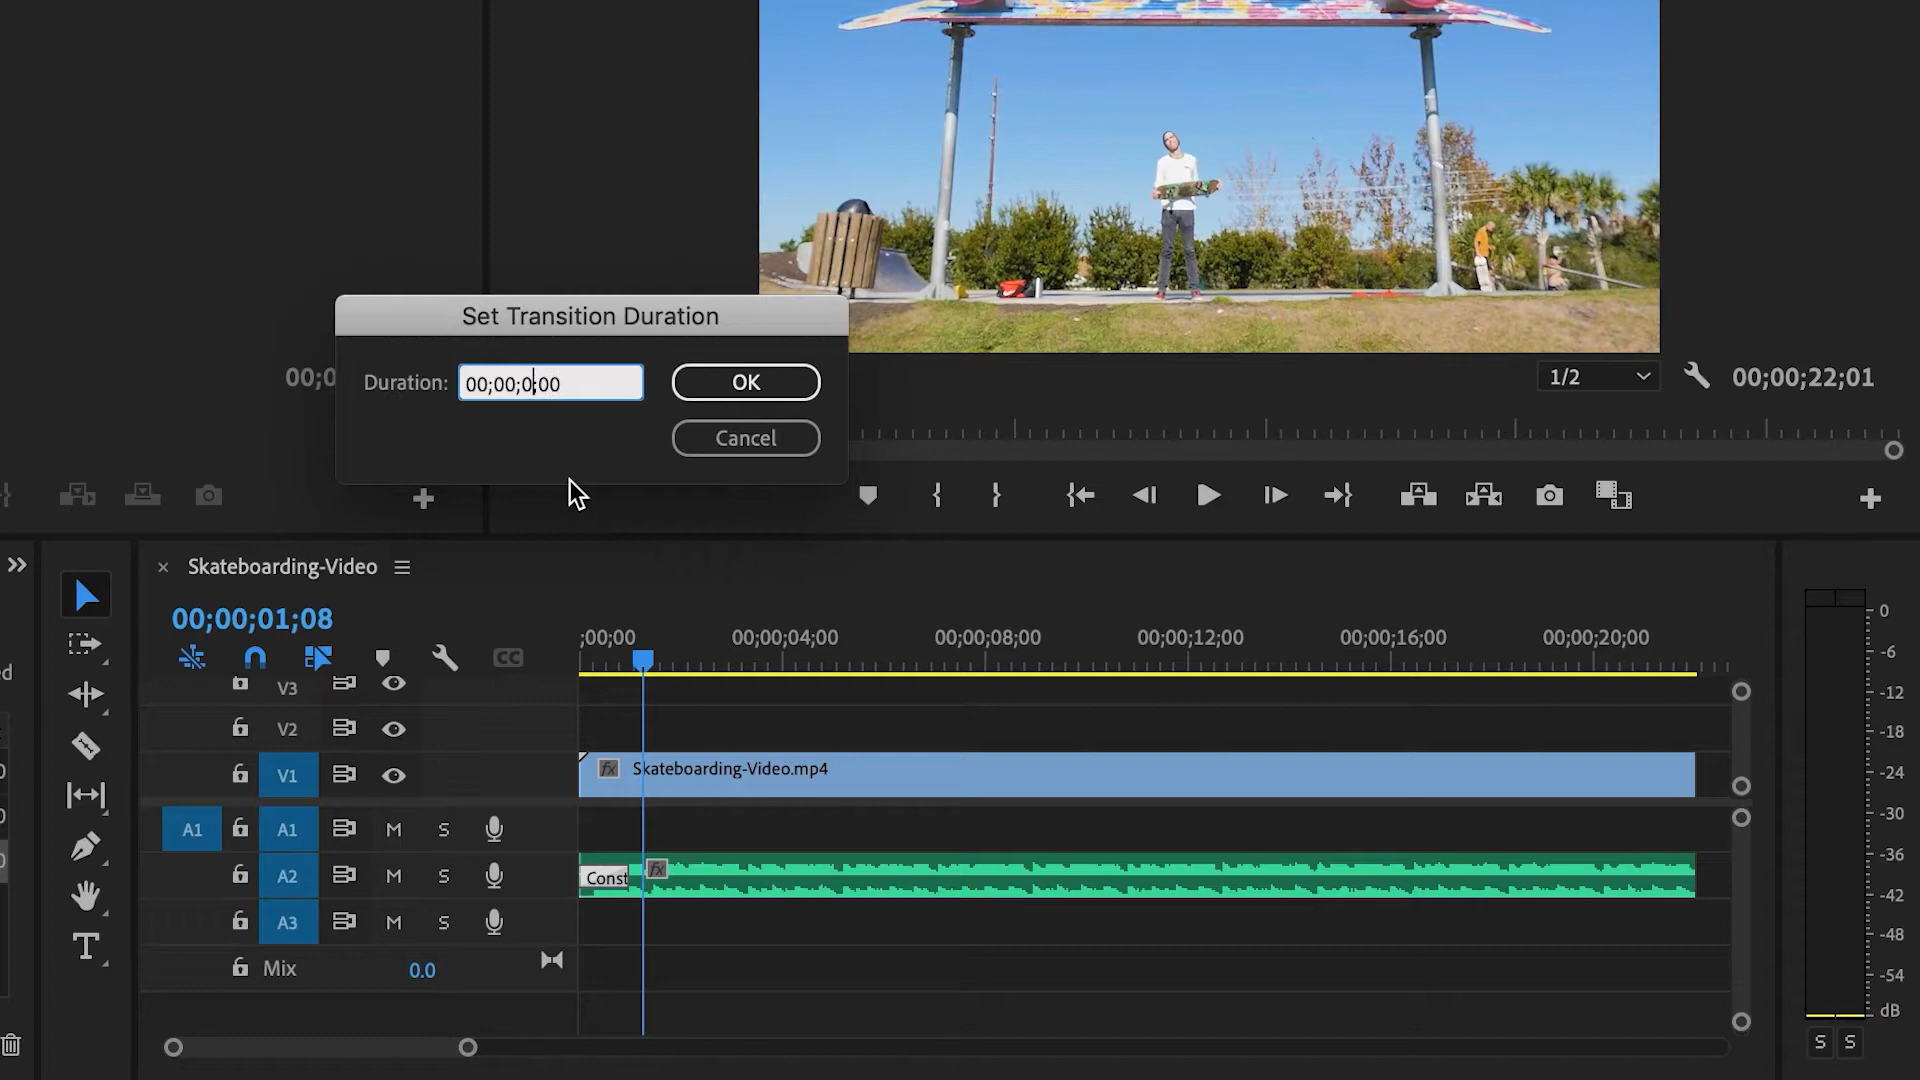 Set Transition Duration
Duration: 00;00;0;00 OK
Cancel
00;0
1/2 00;00;22;01
Skateboarding-Video
00;00;01;08
;00;00 00;00;04;00 00;00;08;00 00;00;12;00 00;00;16;00 00;00;20;00
CC
V3
V2
V1 fx Skateboarding-Video.mp4
A1 A1 M S
A2 M S Const fx
A3 M S
Mix 0.0
0
-6
-12
-18
-24
-30
-36
-42
-48
-54
dB
S S